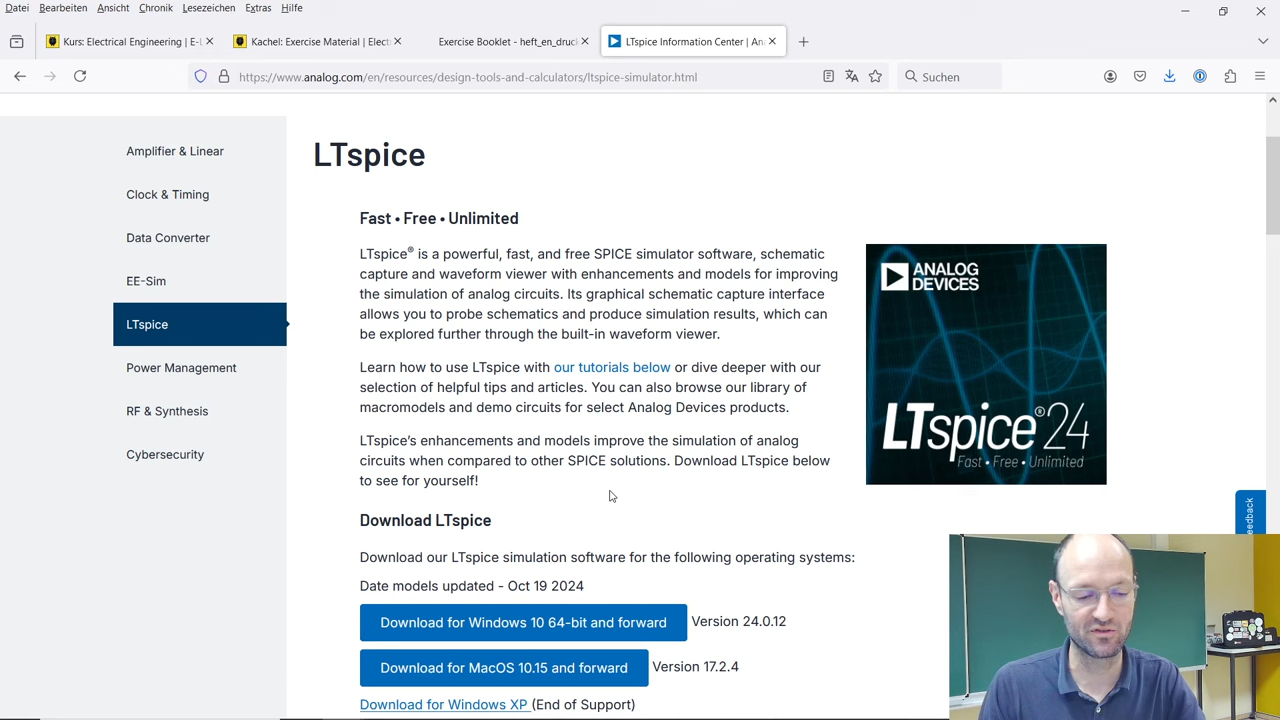 Datei Bearbeiten Ansicht Chronik Lesezeichen Extras Hilfe
Kurs: Electrical Engineering | E-L
Kachel: Exercise Material | Elect
Exercise Booklet - heft_en_druc
LTspice Information Center | An
https://www.analog.com/en/resources/design-tools-and-calculators/ltspice-simulator.html
Suchen
Amplifier & Linear
Clock & Timing
Data Converter
EE-Sim
LTspice
Power Management
RF & Synthesis
Cybersecurity
LTspice
Fast • Free • Unlimited
LTspice® is a powerful, fast, and free SPICE simulator software, schematic
capture and waveform viewer with enhancements and models for improving
the simulation of analog circuits. Its graphical schematic capture interface
allows you to probe schematics and produce simulation results, which can
be explored further through the built-in waveform viewer.
Learn how to use LTspice with our tutorials below or dive deeper with our
selection of helpful tips and articles. You can also browse our library of
macromodels and demo circuits for select Analog Devices products.
LTspice's enhancements and models improve the simulation of analog
circuits when compared to other SPICE solutions. Download LTspice below
to see for yourself!
ANALOG
DEVICES
LTspice® 24
Fast • Free • Unlimited
Download LTspice
Download our LTspice simulation software for the following operating systems:
Date models updated - Oct 19 2024
Download for Windows 10 64-bit and forward Version 24.0.12
Download for MacOS 10.15 and forward Version 17.2.4
Download for Windows XP (End of Support)
edback